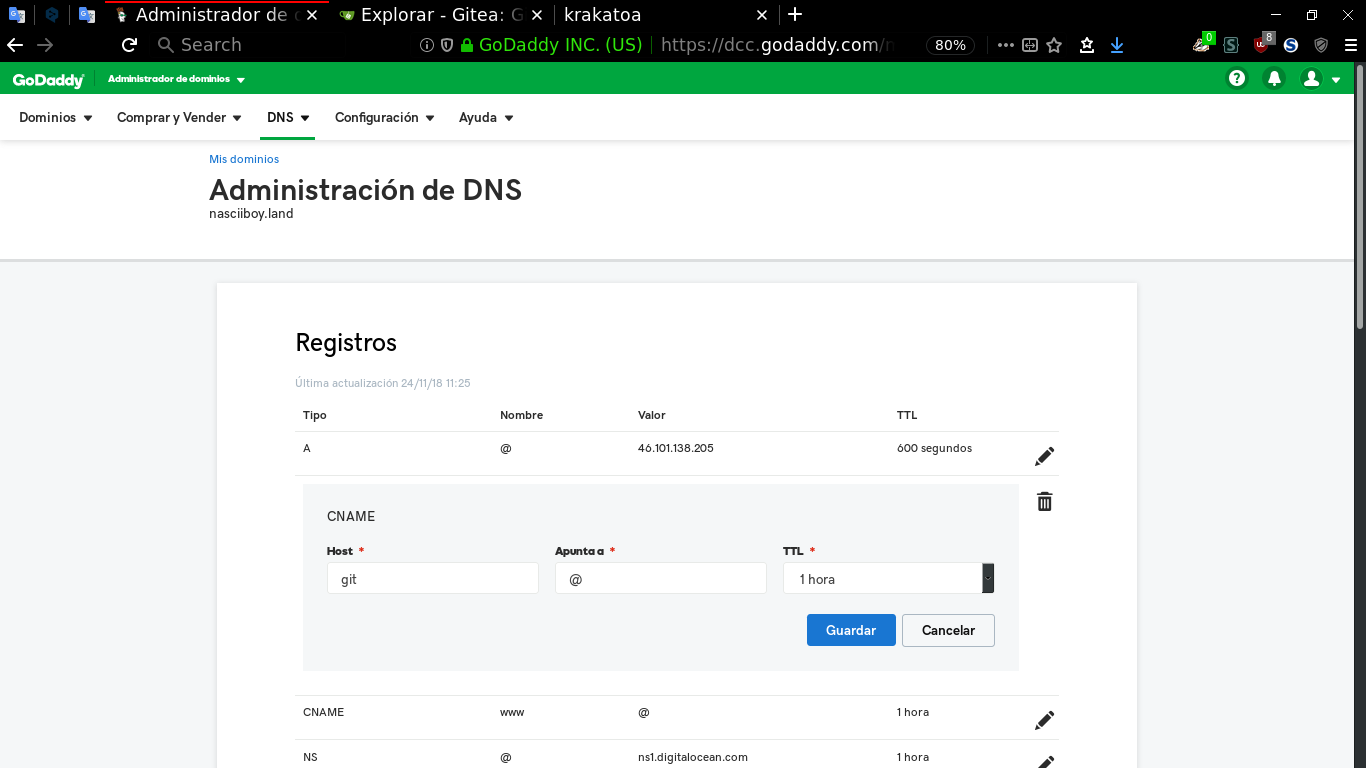 Administrador de c
Explorar - Gitea: G
krakatoa
Search
GoDaddy INC. (US)
https://dcc.godaddy.com/
80%
0
8
GoDaddy
Administrador de dominios
Dominios
Comprar y Vender
DNS
Configuración
Ayuda
Mis dominios
Administración de DNS
nasciiboy.land
Registros
Última actualización 24/11/18 11:25
Tipo Nombre Valor TTL
A @ 46.101.138.205 600 segundos
CNAME
Host * Apunta a * TTL *
git @ 1 hora
Guardar Cancelar
CNAME www @ 1 hora
NS @ ns1.digitalocean.com 1 hora